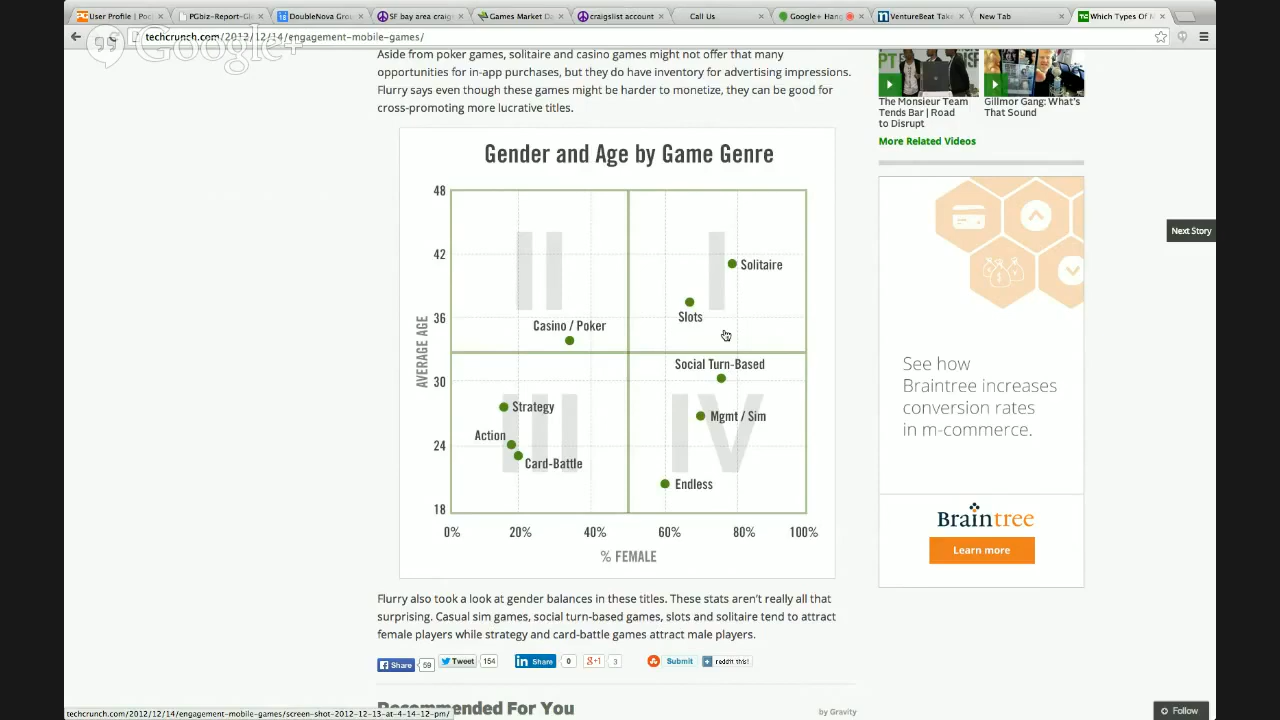 User Profile | Poc
PGbiz-Report-Gl
DoubleNova Grou
SF bay area craig
Games Market Da
craigslist account
Call Us
Google+ Hang
VentureBeat Take
New Tab
Which Types Of M
techcrunch.com/2012/12/14/engagement-mobile-games/
Google+
Aside from poker games, solitaire and casino games might not offer that many
opportunities for in-app purchases, but they do have inventory for advertising impressions.
Flurry says even though these games might be harder to monetize, they can be good for
cross-promoting more lucrative titles.
The Monsieur Team
Tends Bar | Road
to Disrupt
Gillmor Gang: What's
That Sound
More Related Videos
Next Story
Gender and Age by Game Genre
48
42
36
30
24
18
AVERAGE AGE
II
I
III
IV
Solitaire
Slots
Casino / Poker
Social Turn-Based
Strategy
Mgmt / Sim
Action
Card-Battle
Endless
0%
20%
40%
60%
80%
100%
% FEMALE
See how
Braintree increases
conversion rates
in m-commerce.
Braintree
Learn more
Flurry also took a look at gender balances in these titles. These stats aren't really all that
surprising. Casual sim games, social turn-based games, slots and solitaire tend to attract
female players while strategy and card-battle games attract male players.
Share 59
Tweet 154
in Share 0
g+1 3
Submit
reddit this!
Recommended For You
by Gravity
Follow
techcrunch.com/2012/12/14/engagement-mobile-games/screen-shot-2012-12-13-at-4-14-12-pm/